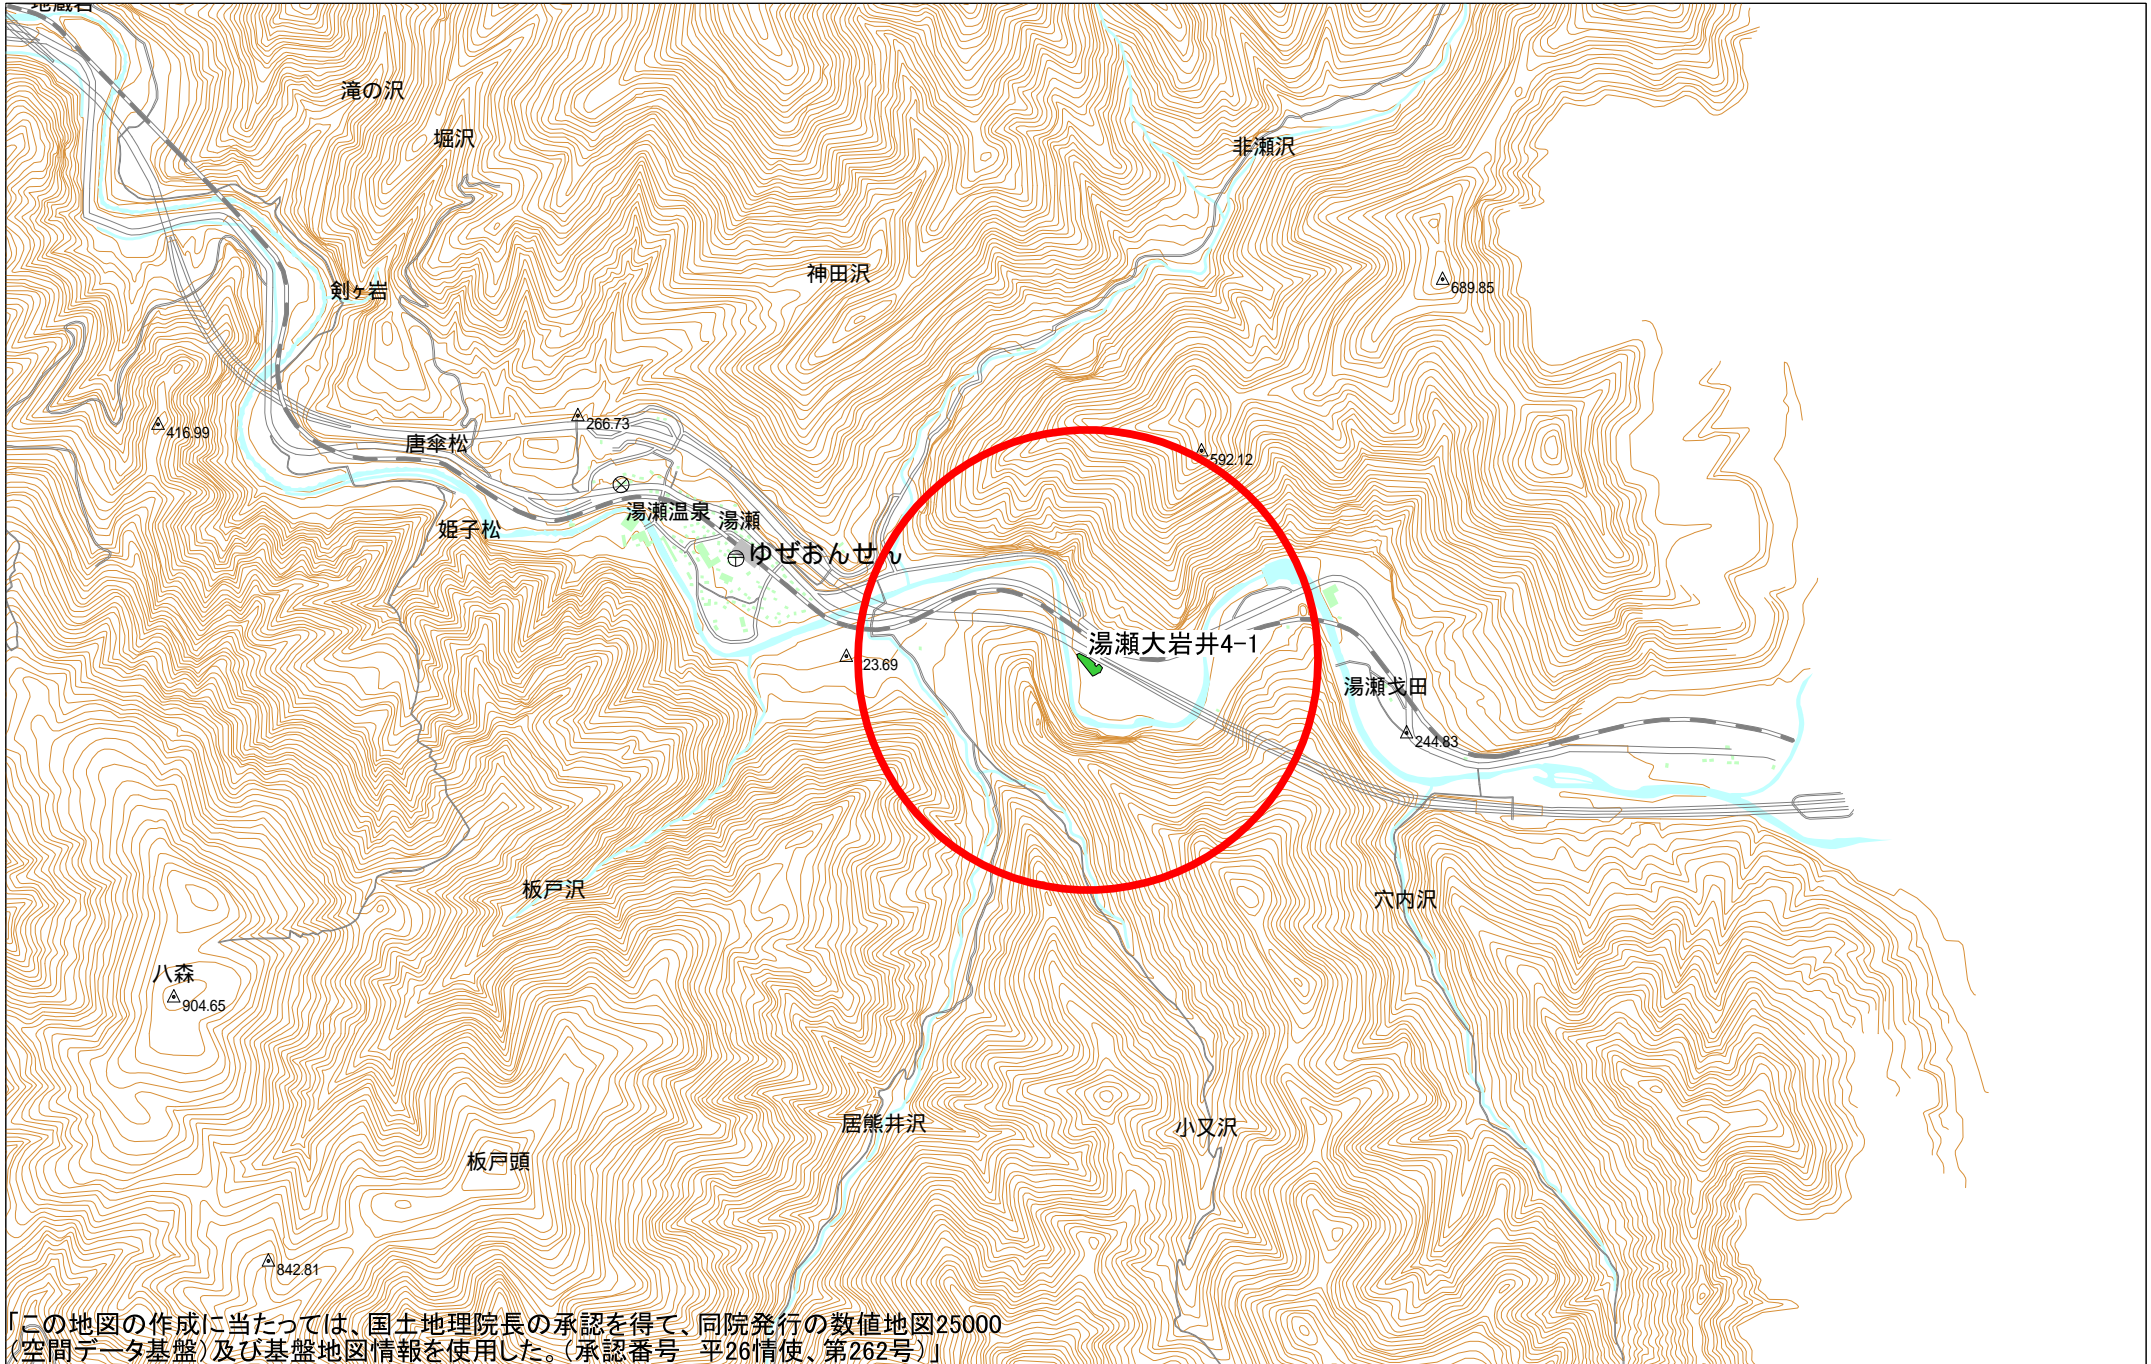 地蔵岩
滝の沢
堀沢
非瀬沢
神田沢
剣ヶ岩
689.85
416.99
266.73
唐傘松
592.12
湯瀬温泉
湯瀬
姫子松
ゆぜおんせん
湯瀬大岩井4-1
23.69
湯瀬戈田
244.83
板戸沢
穴内沢
八森
904.65
居熊井沢
小又沢
板戸頭
842.81
「この地図の作成に当たっては、国土地理院長の承認を得て、同院発行の数値地図25000
(空間データ基盤)及び基盤地図情報を使用した。(承認番号 平26情使、第262号)」